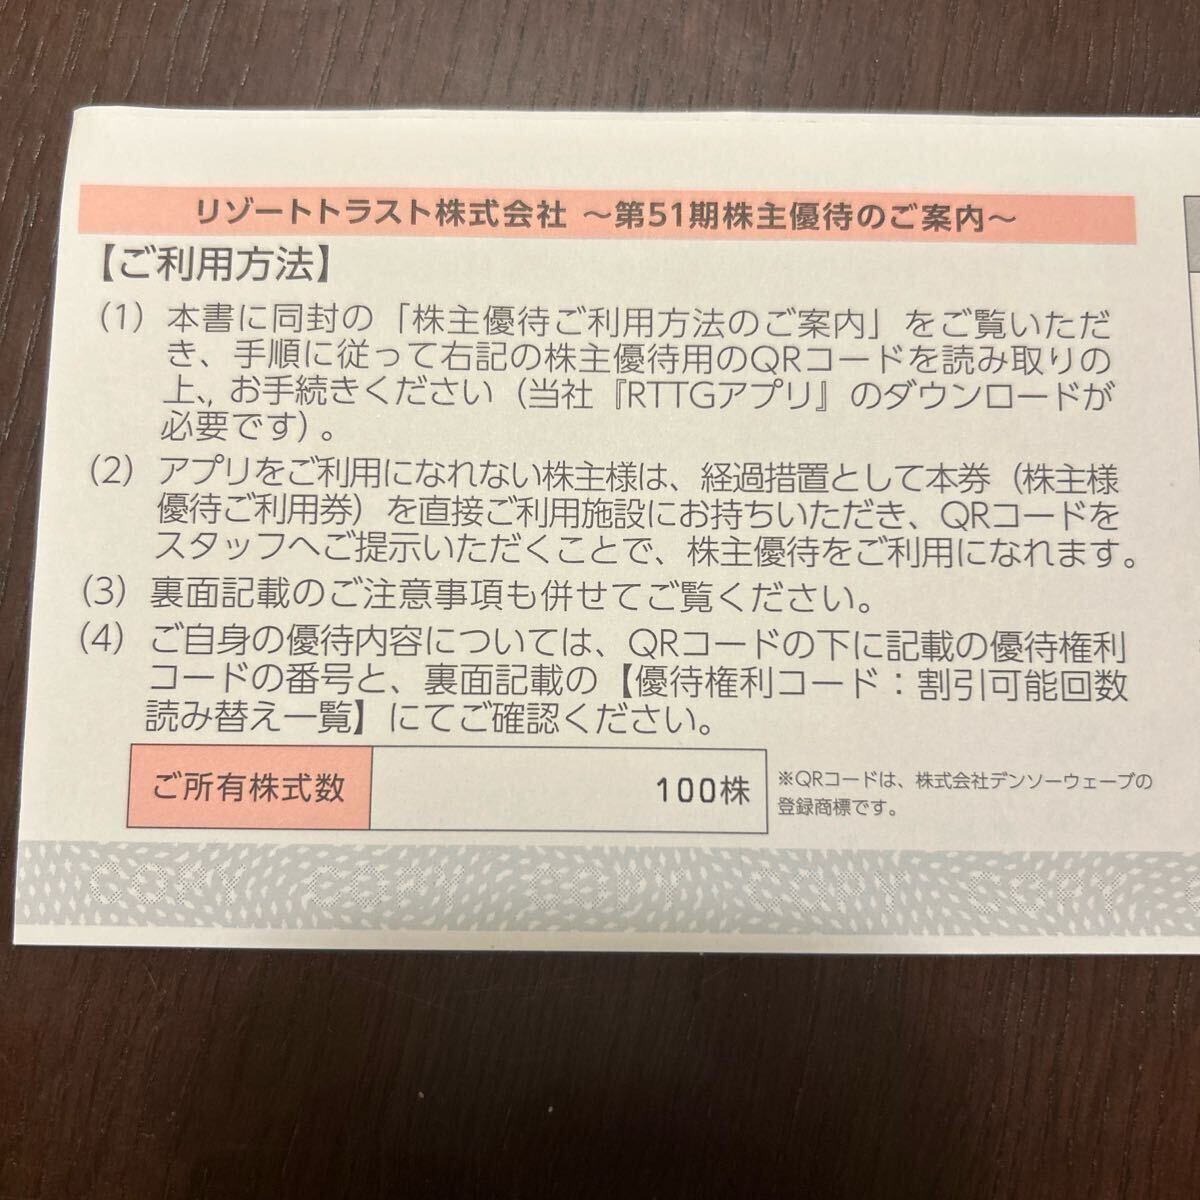 リゾートトラスト株式会社 ～第51期株主優待のご案内～
【ご利用方法】
(1) 本書に同封の「株主優待ご利用方法のご案内」をご覧いただ
き、手順に従って右記の株主優待用のQRコードを読み取りの
上、お手続きください（当社『RTTGアプリ』のダウンロードが
必要です）。
(2) アプリをご利用になれない株主様は、経過措置として本券（株主様
優待ご利用券）を直接ご利用施設にお持ちいただき、QRコードを
スタッフへご提示いただくことで、株主優待をご利用になれます。
(3) 裏面記載のご注意事項も併せてご覧ください。
(4) ご自身の優待内容については、QRコードの下に記載の優待権利
コードの番号と、裏面記載の【優待権利コード：割引可能回数
読み替え一覧】にてご確認ください。
ご所有株式数 100株
※QRコードは、株式会社デンソーウェーブの
登録商標です。
COPY COPY COPY COPY COPY